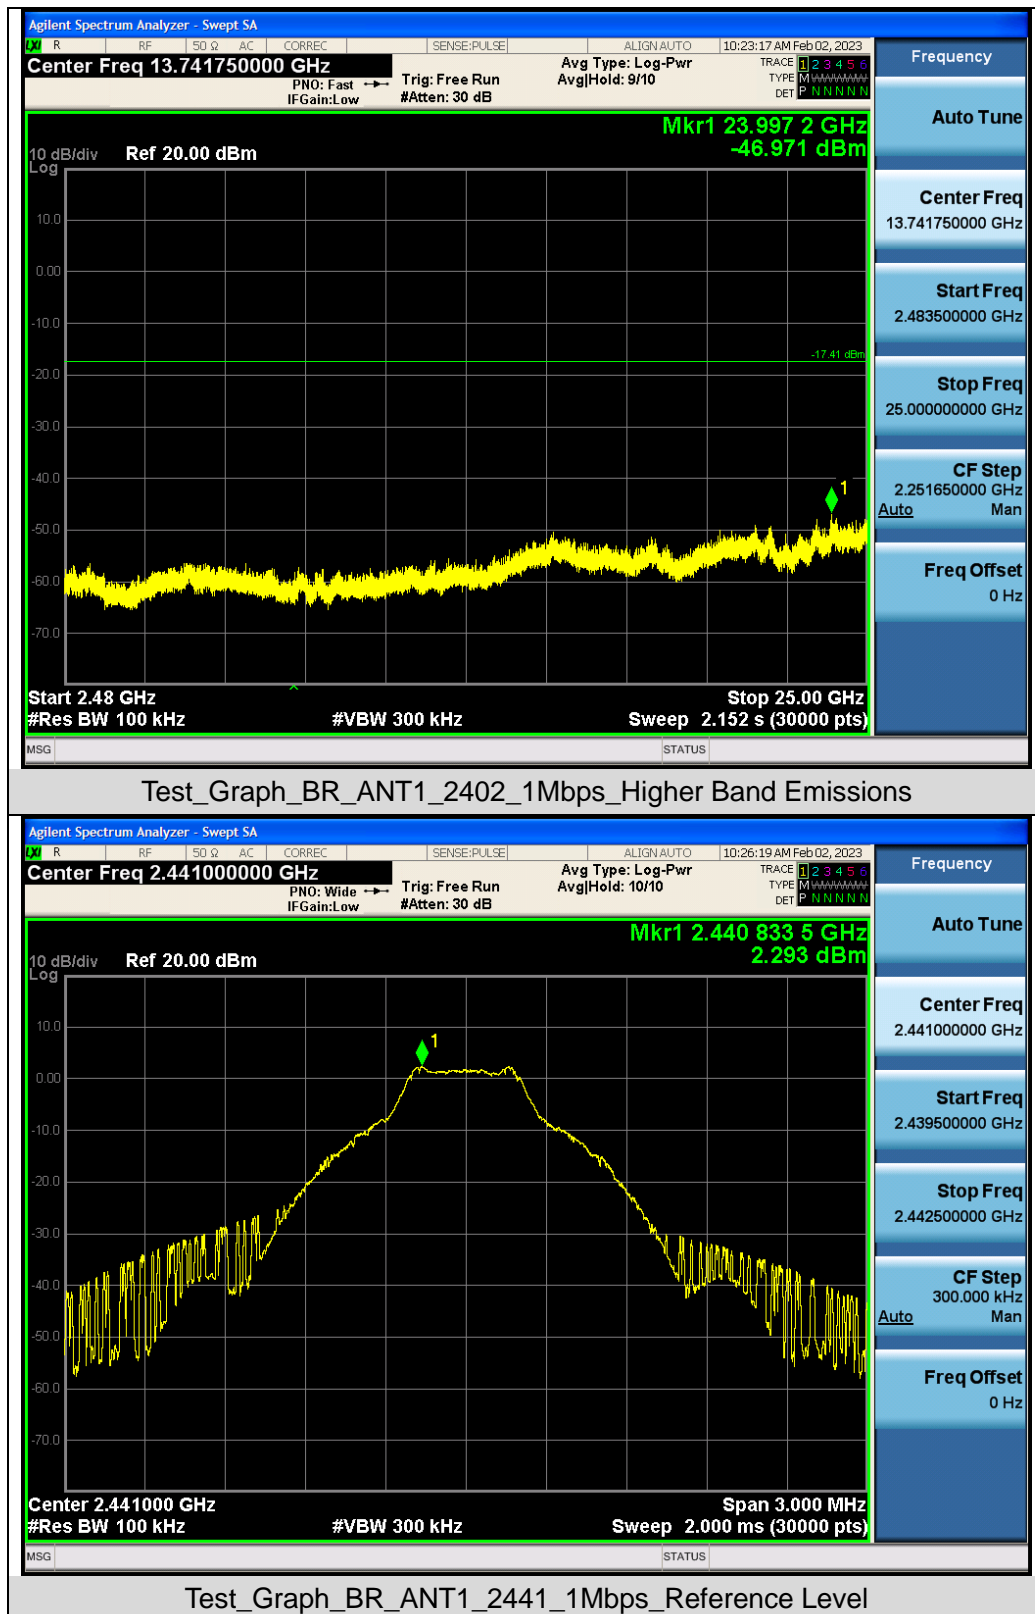 Agilent Spectrum Analyzer - Swept SA
LXI R RF 50 Ω AC CORREC SENSE:PULSE ALIGN AUTO 10:23:17 AM Feb 02, 2023
Center Freq 13.741750000 GHz
PNO: Fast
IFGain:Low
Trig: Free Run
#Atten: 30 dB
Avg Type: Log-Pwr
Avg|Hold: 9/10
TRACE 1 2 3 4 5 6
TYPE M
DET P N N N N N
Mkr1 23.997 2 GHz
-46.971 dBm
10 dB/div Ref 20.00 dBm
Log
10.0
0.00
-10.0
-17.41 dBm
-20.0
-30.0
-40.0
1
-50.0
-60.0
-70.0
Start 2.48 GHz Stop 25.00 GHz
#Res BW 100 kHz #VBW 300 kHz Sweep 2.152 s (30000 pts)
MSG STATUS
Frequency
Auto Tune
Center Freq
13.741750000 GHz
Start Freq
2.483500000 GHz
Stop Freq
25.000000000 GHz
CF Step
2.251650000 GHz
Auto Man
Freq Offset
0 Hz
Test_Graph_BR_ANT1_2402_1Mbps_Higher Band Emissions
Agilent Spectrum Analyzer - Swept SA
LXI R RF 50 Ω AC CORREC SENSE:PULSE ALIGN AUTO 10:26:19 AM Feb 02, 2023
Center Freq 2.441000000 GHz
PNO: Wide
IFGain:Low
Trig: Free Run
#Atten: 30 dB
Avg Type: Log-Pwr
Avg|Hold: 10/10
TRACE 1 2 3 4 5 6
TYPE M
DET P N N N N N
Mkr1 2.440 833 5 GHz
2.293 dBm
10 dB/div Ref 20.00 dBm
Log
10.0
1
0.00
-10.0
-20.0
-30.0
-40.0
-50.0
-60.0
-70.0
Center 2.441000 GHz Span 3.000 MHz
#Res BW 100 kHz #VBW 300 kHz Sweep 2.000 ms (30000 pts)
MSG STATUS
Frequency
Auto Tune
Center Freq
2.441000000 GHz
Start Freq
2.439500000 GHz
Stop Freq
2.442500000 GHz
CF Step
300.000 kHz
Auto Man
Freq Offset
0 Hz
Test_Graph_BR_ANT1_2441_1Mbps_Reference Level